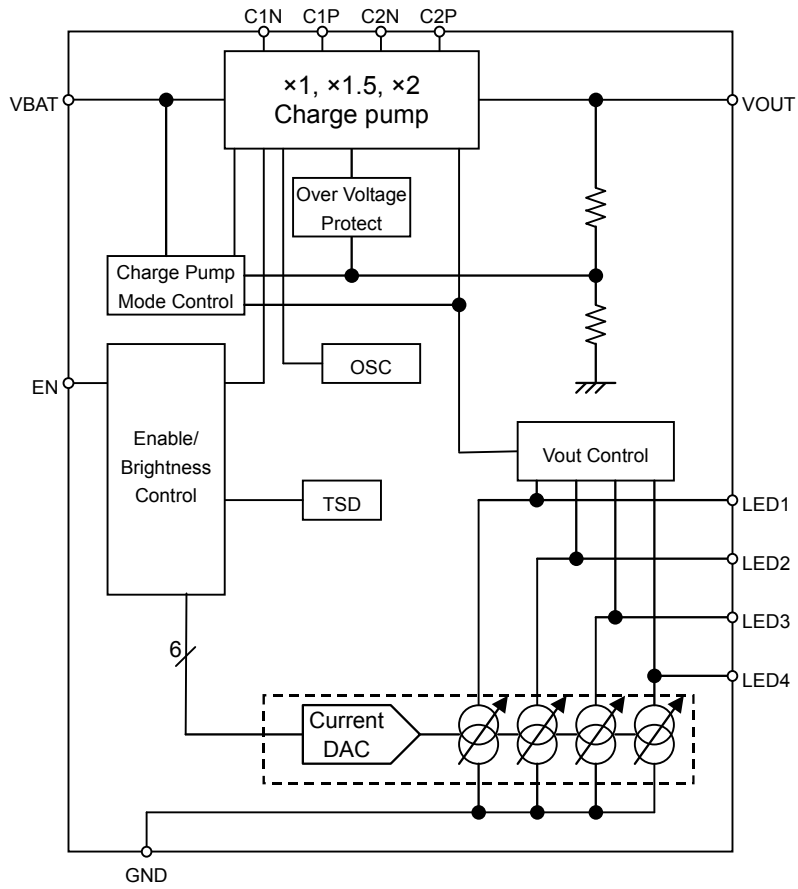 C1N C1P C2N C2P
×1, ×1.5, ×2
Charge pump
VBAT
VOUT
Over Voltage
Protect
Charge Pump
Mode Control
OSC
EN
Enable/
Brightness
Control
Vout Control
TSD
LED1
LED2
LED3
6
LED4
Current
DAC
GND